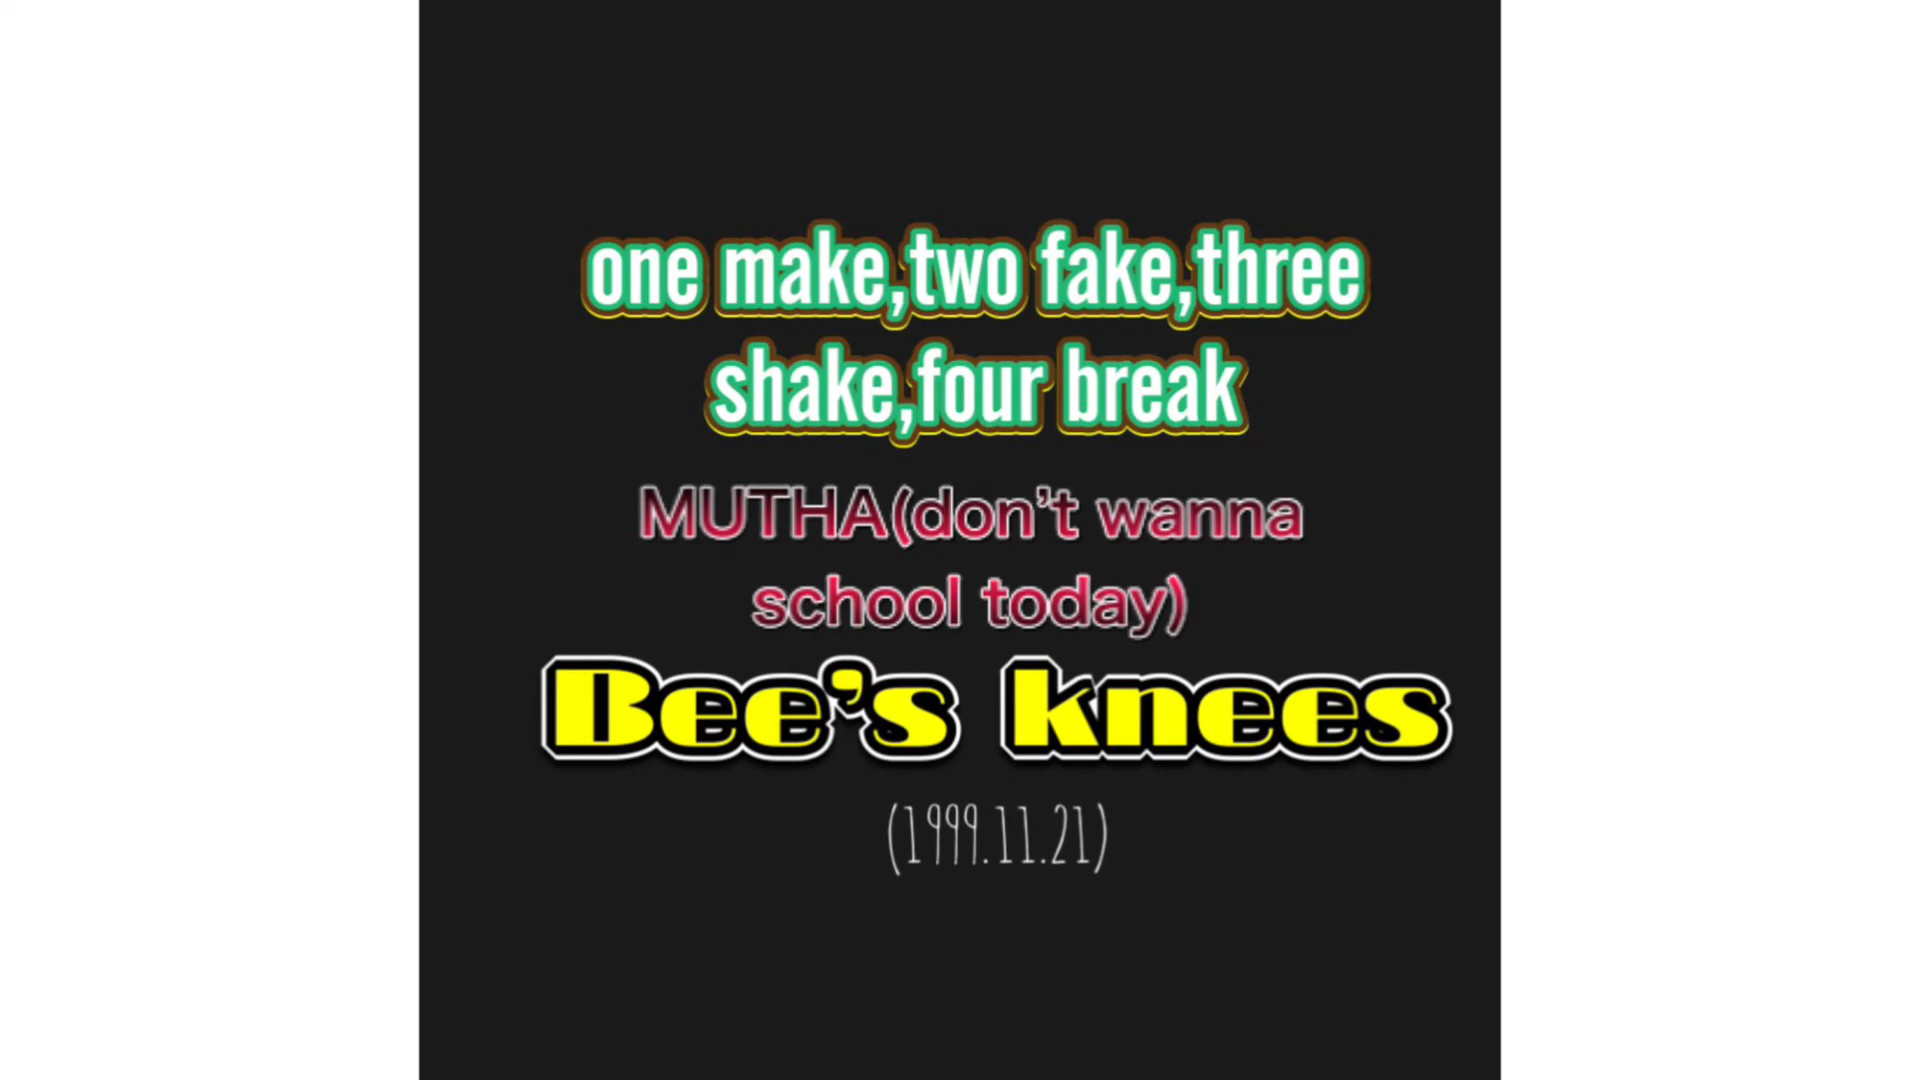 one make,two fake,three
shake,four break
MUTHA(don’t wanna
school today)
Bee’s knees
(1999.11.21)